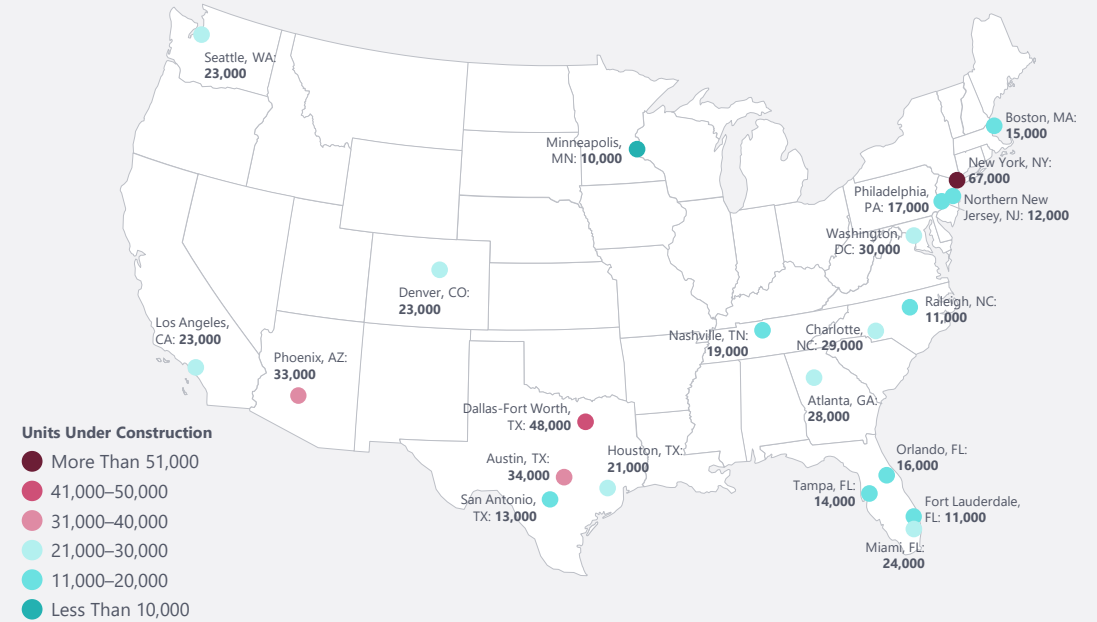 Seattle, WA:
23,000
Minneapolis,
MN: 10,000
Boston, MA:
15,000
New York, NY:
67,000
Philadelphia,
PA: 17,000
Northern New
Jersey, NJ: 12,000
Washington,
DC: 30,000
Denver, CO:
23,000
Raleigh, NC:
11,000
Los Angeles,
CA: 23,000
Nashville, TN:
19,000
Charlotte,
NC: 29,000
Phoenix, AZ:
33,000
Atlanta, GA:
28,000
Dallas-Fort Worth,
TX: 48,000
Austin, TX:
34,000
Houston, TX:
21,000
San Antonio,
TX: 13,000
Orlando, FL:
16,000
Tampa, FL:
14,000
Fort Lauderdale,
FL: 11,000
Miami, FL:
24,000
Units Under Construction
More Than 51,000
41,000–50,000
31,000–40,000
21,000–30,000
11,000–20,000
Less Than 10,000